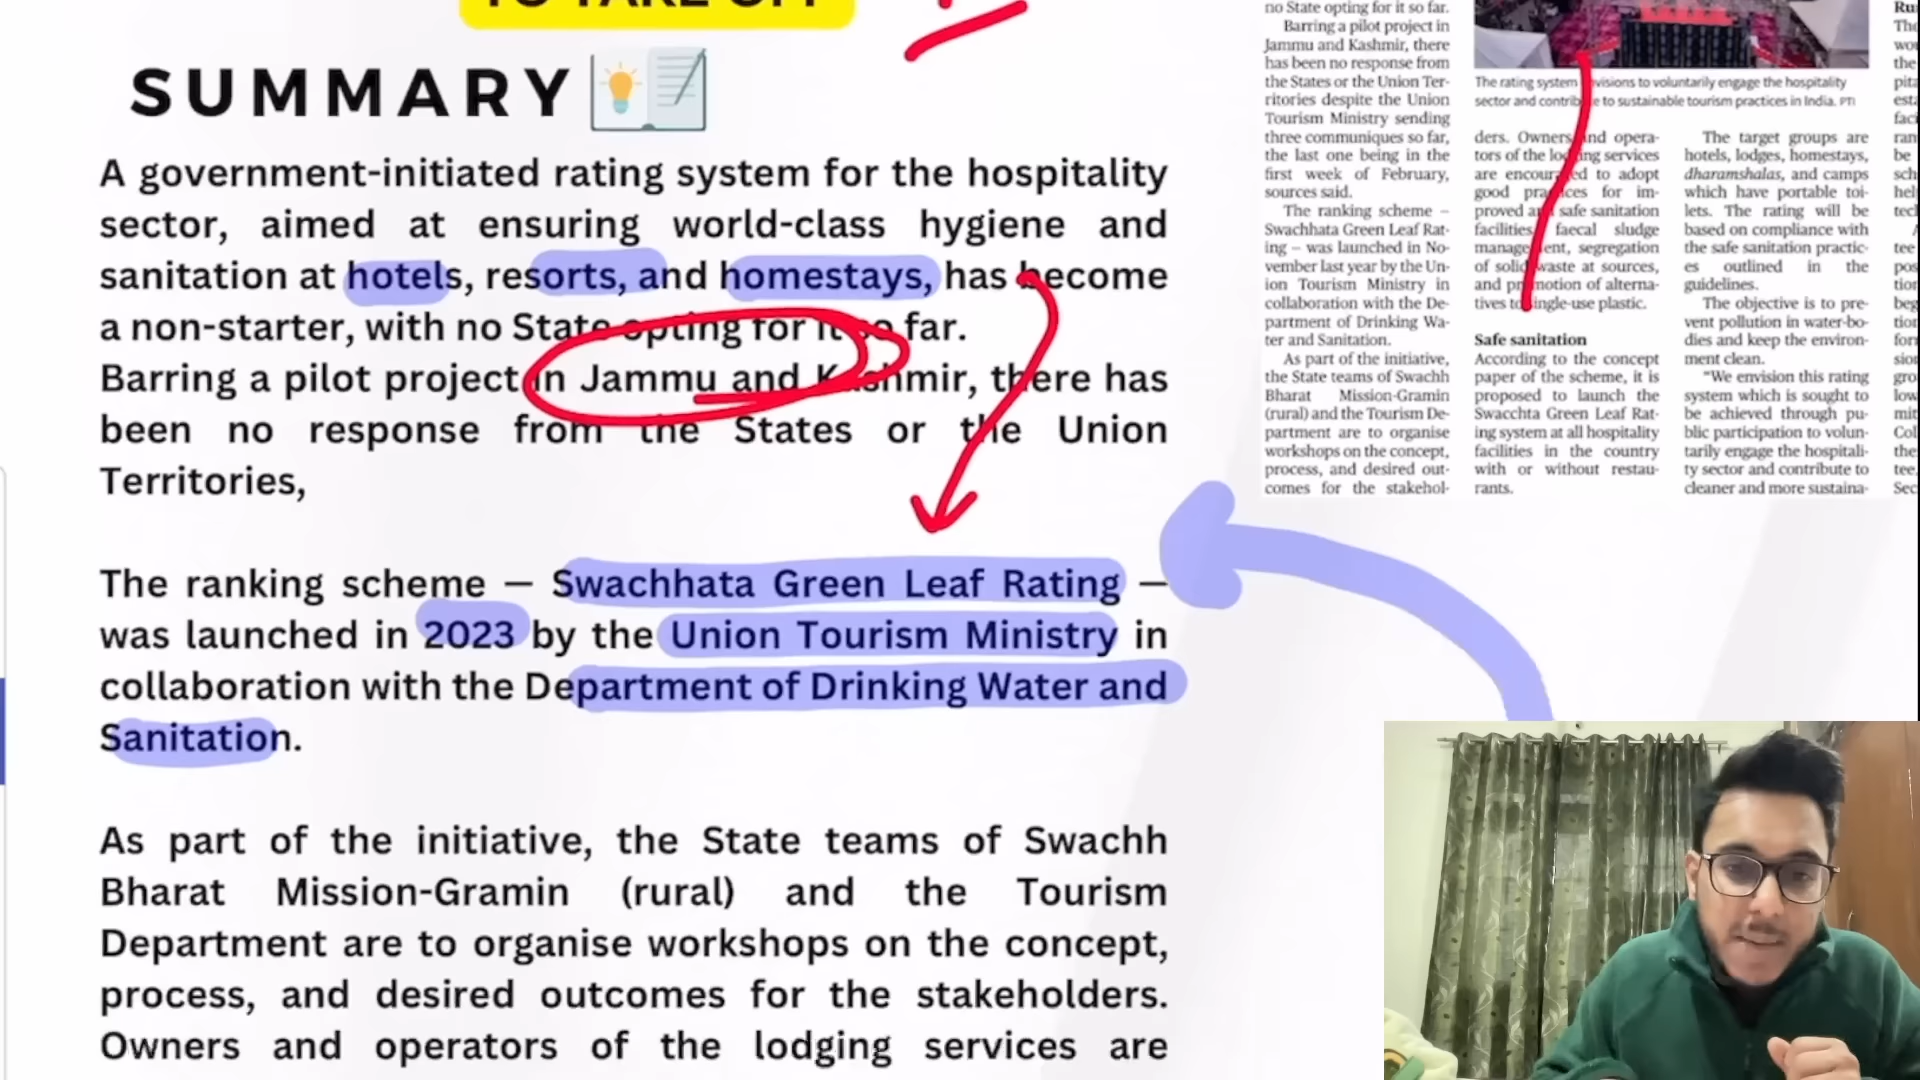 TO TAKE OFF
SUMMARY
A government-initiated rating system for the hospitality
sector, aimed at ensuring world-class hygiene and
sanitation at hotels, resorts, and homestays, has become
a non-starter, with no State opting for it so far.
Barring a pilot project in Jammu and Kashmir, there has
been no response from the States or the Union
Territories,
The ranking scheme — Swachhata Green Leaf Rating —
was launched in 2023 by the Union Tourism Ministry in
collaboration with the Department of Drinking Water and
Sanitation.
As part of the initiative, the State teams of Swachh
Bharat Mission-Gramin (rural) and the Tourism
Department are to organise workshops on the concept,
process, and desired outcomes for the stakeholders.
Owners and operators of the lodging services are
no State opting for it so far.
Barring a pilot project in
Jammu and Kashmir, there
has been no response from
the States or the Union Ter-
ritories despite the Union
Tourism Ministry sending
three communiques so far,
the last one being in the
first week of February,
sources said.
The ranking scheme –
Swachhata Green Leaf Rat-
ing – was launched in No-
vember last year by the Un-
ion Tourism Ministry in
collaboration with the De-
partment of Drinking Wa-
ter and Sanitation.
As part of the initiative,
the State teams of Swachh
Bharat Mission-Gramin
(rural) and the Tourism De-
partment are to organise
workshops on the concept,
process, and desired out-
comes for the stakehol-
The rating system envisions to voluntarily engage the hospitality
sector and contribute to sustainable tourism practices in India. PTI
ders. Owners and opera-
tors of the lodging services
are encouraged to adopt
good practices for im-
proved and safe sanitation
facilities, faecal sludge
management, segregation
of solid waste at sources,
and promotion of alterna-
tives to single-use plastic.
Safe sanitation
According to the concept
paper of the scheme, it is
proposed to launch the
Swacchta Green Leaf Rat-
ing system at all hospitality
facilities in the country
with or without restau-
rants.
The target groups are
hotels, lodges, homestays,
dharamshalas, and camps
which have portable toi-
lets. The rating will be
based on compliance with
the safe sanitation practic-
es outlined in the
guidelines.
The objective is to pre-
vent pollution in water-bo-
dies and keep the environ-
ment clean.
"We envision this rating
system which is sought to
be achieved through pu-
blic participation to volun-
tarily engage the hospitali-
ty sector and contribute to
cleaner and more sustaina-